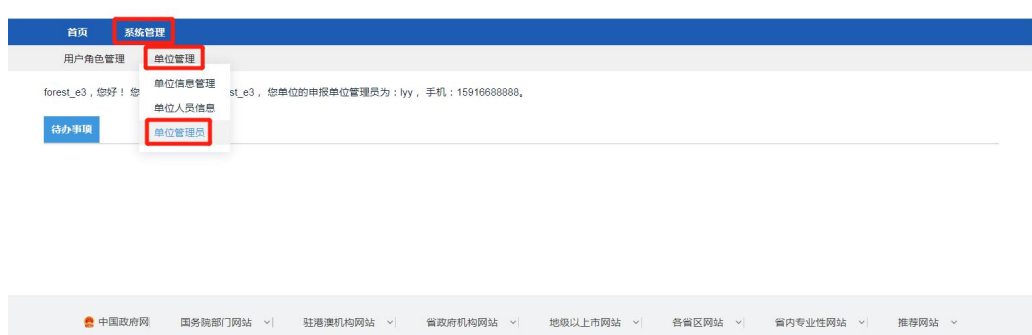 首页 系统管理
用户角色管理 单位管理
单位信息管理
forest_e3，您好！ 您 st_e3， 您单位的申报单位管理员为：lyy， 手机：15916688888。
单位人员信息
待办事项 单位管理员
中国政府网 国务院部门网站 驻港澳机构网站 省政府机构网站 地级以上市网站 各省区网站 省内专业性网站 推荐网站